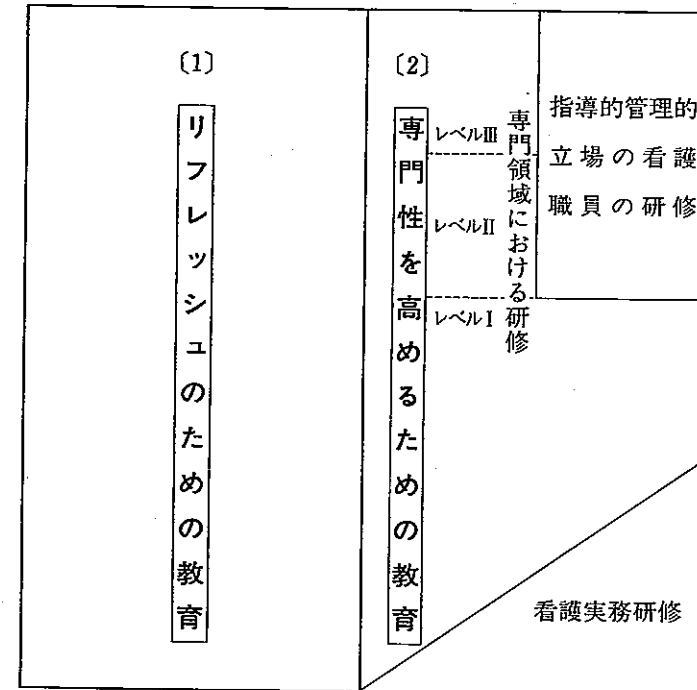 〔1〕
リフレッシュのための教育
〔2〕
専門性を高めるための教育
レベルⅢ
レベルⅡ
レベルⅠ
専門領域における研修
指導的管理的
立場の看護
職員の研修
看護実務研修